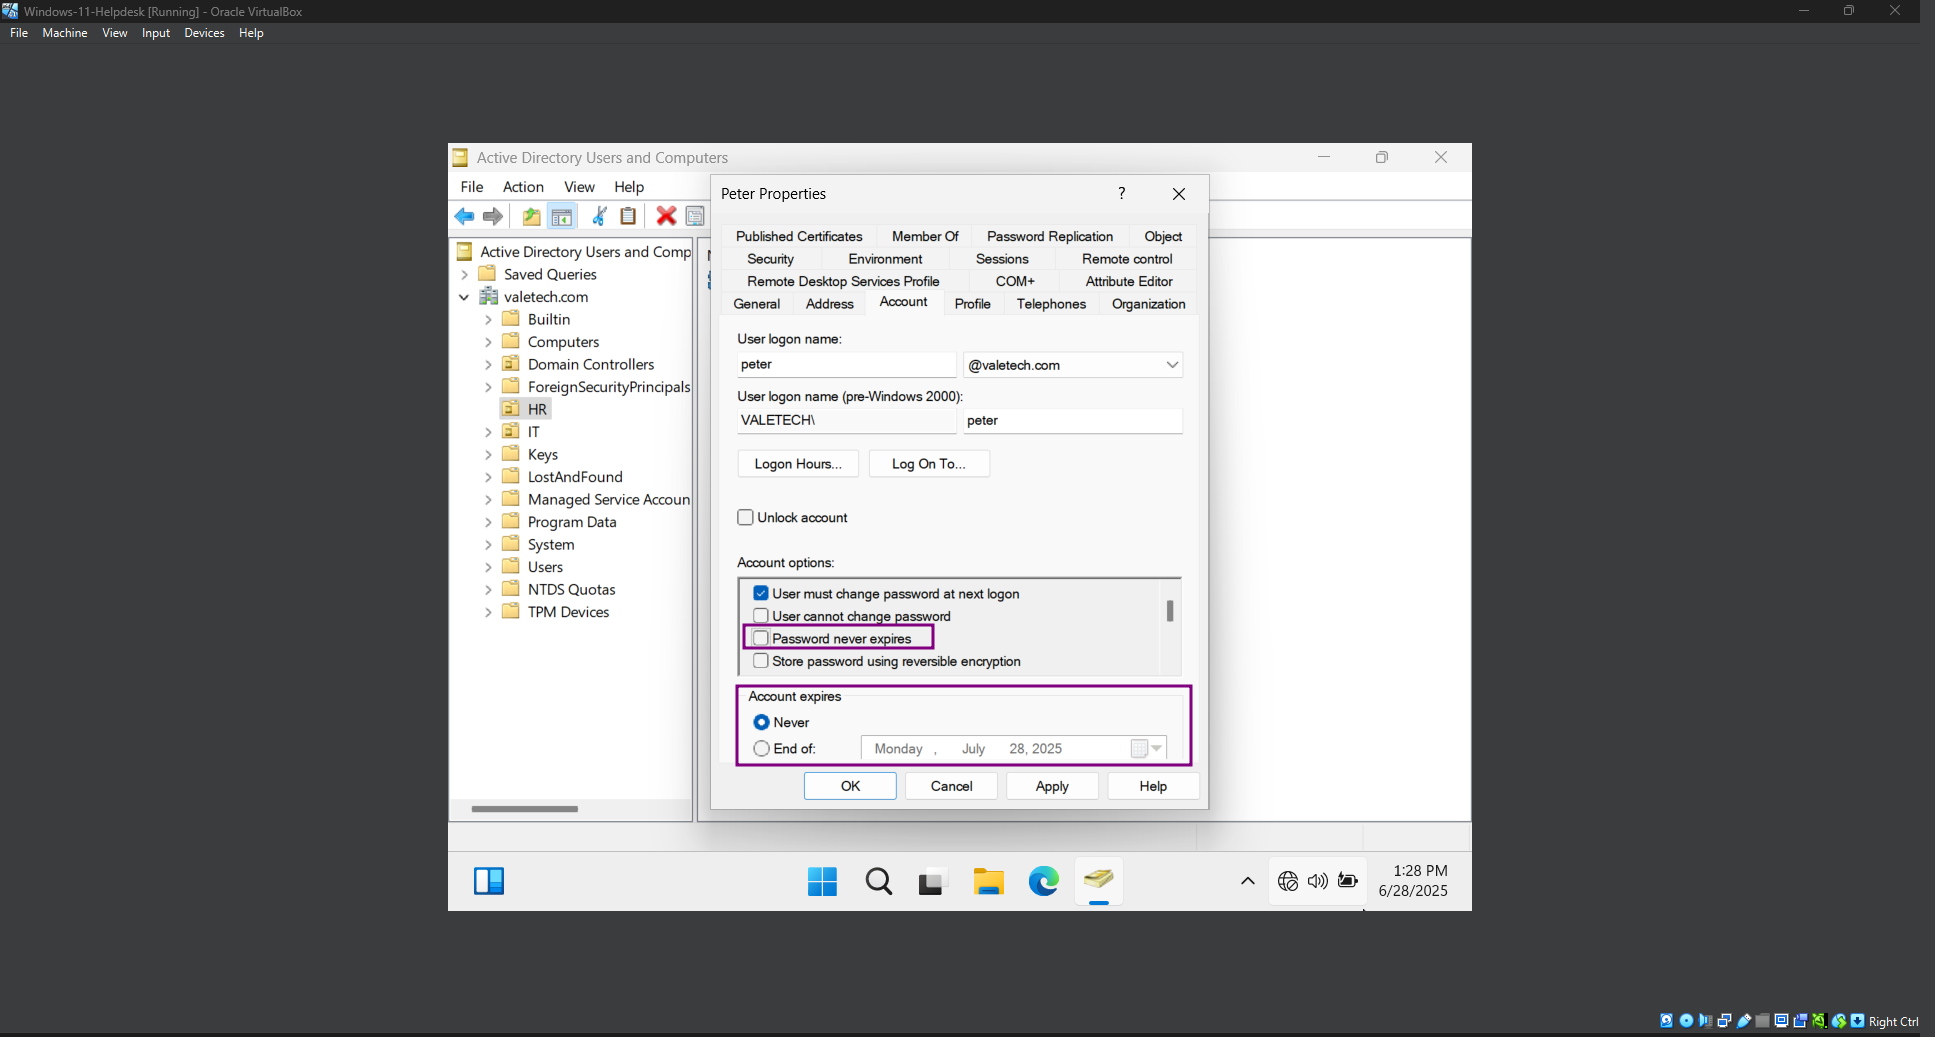 Windows-11-Helpdesk [Running] - Oracle VirtualBox
File Machine View Input Devices Help
Active Directory Users and Computers
File Action View Help
Active Directory Users and Comp
Saved Queries
valetech.com
Builtin
Computers
Domain Controllers
ForeignSecurityPrincipals
HR
IT
Keys
LostAndFound
Managed Service Accoun
Program Data
System
Users
NTDS Quotas
TPM Devices
Peter Properties ?
Published Certificates Member Of Password Replication Object
Security Environment Sessions Remote control
Remote Desktop Services Profile COM+ Attribute Editor
General Address Account Profile Telephones Organization
User logon name:
peter @valetech.com
User logon name (pre-Windows 2000):
VALETECH\ peter
Logon Hours... Log On To...
Unlock account
Account options:
User must change password at next logon
User cannot change password
Password never expires
Store password using reversible encryption
Account expires
Never
End of: Monday , July 28, 2025
OK Cancel Apply Help
1:28 PM
6/28/2025
Right Ctrl